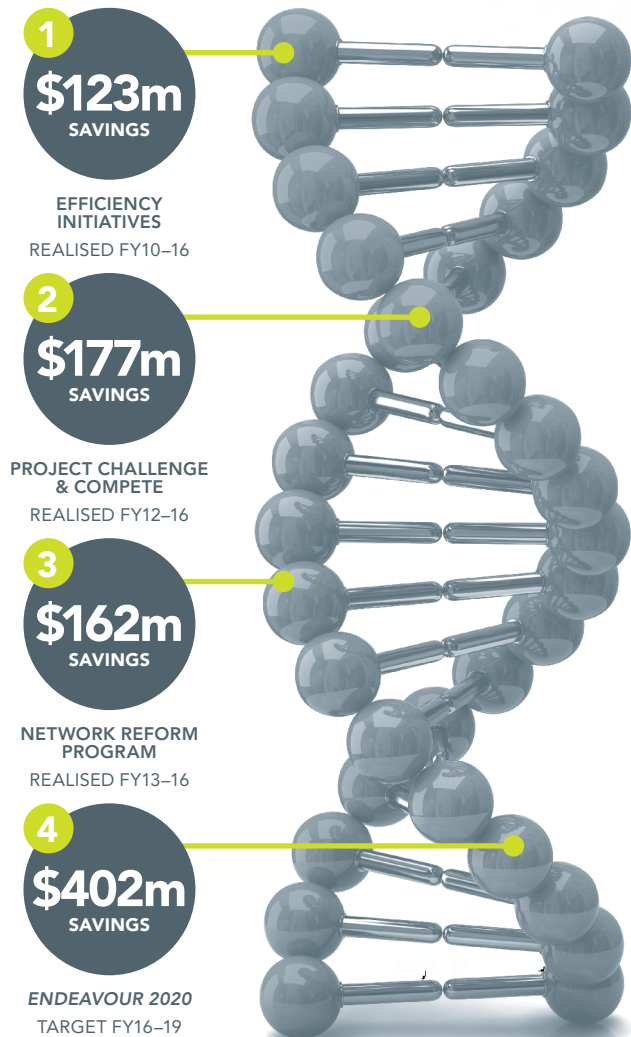 1
$123m
SAVINGS
EFFICIENCY
INITIATIVES
REALISED FY10–16
2
$177m
SAVINGS
PROJECT CHALLENGE
& COMPETE
REALISED FY12–16
3
$162m
SAVINGS
NETWORK REFORM
PROGRAM
REALISED FY13–16
4
$402m
SAVINGS
ENDEAVOUR 2020
TARGET FY16–19